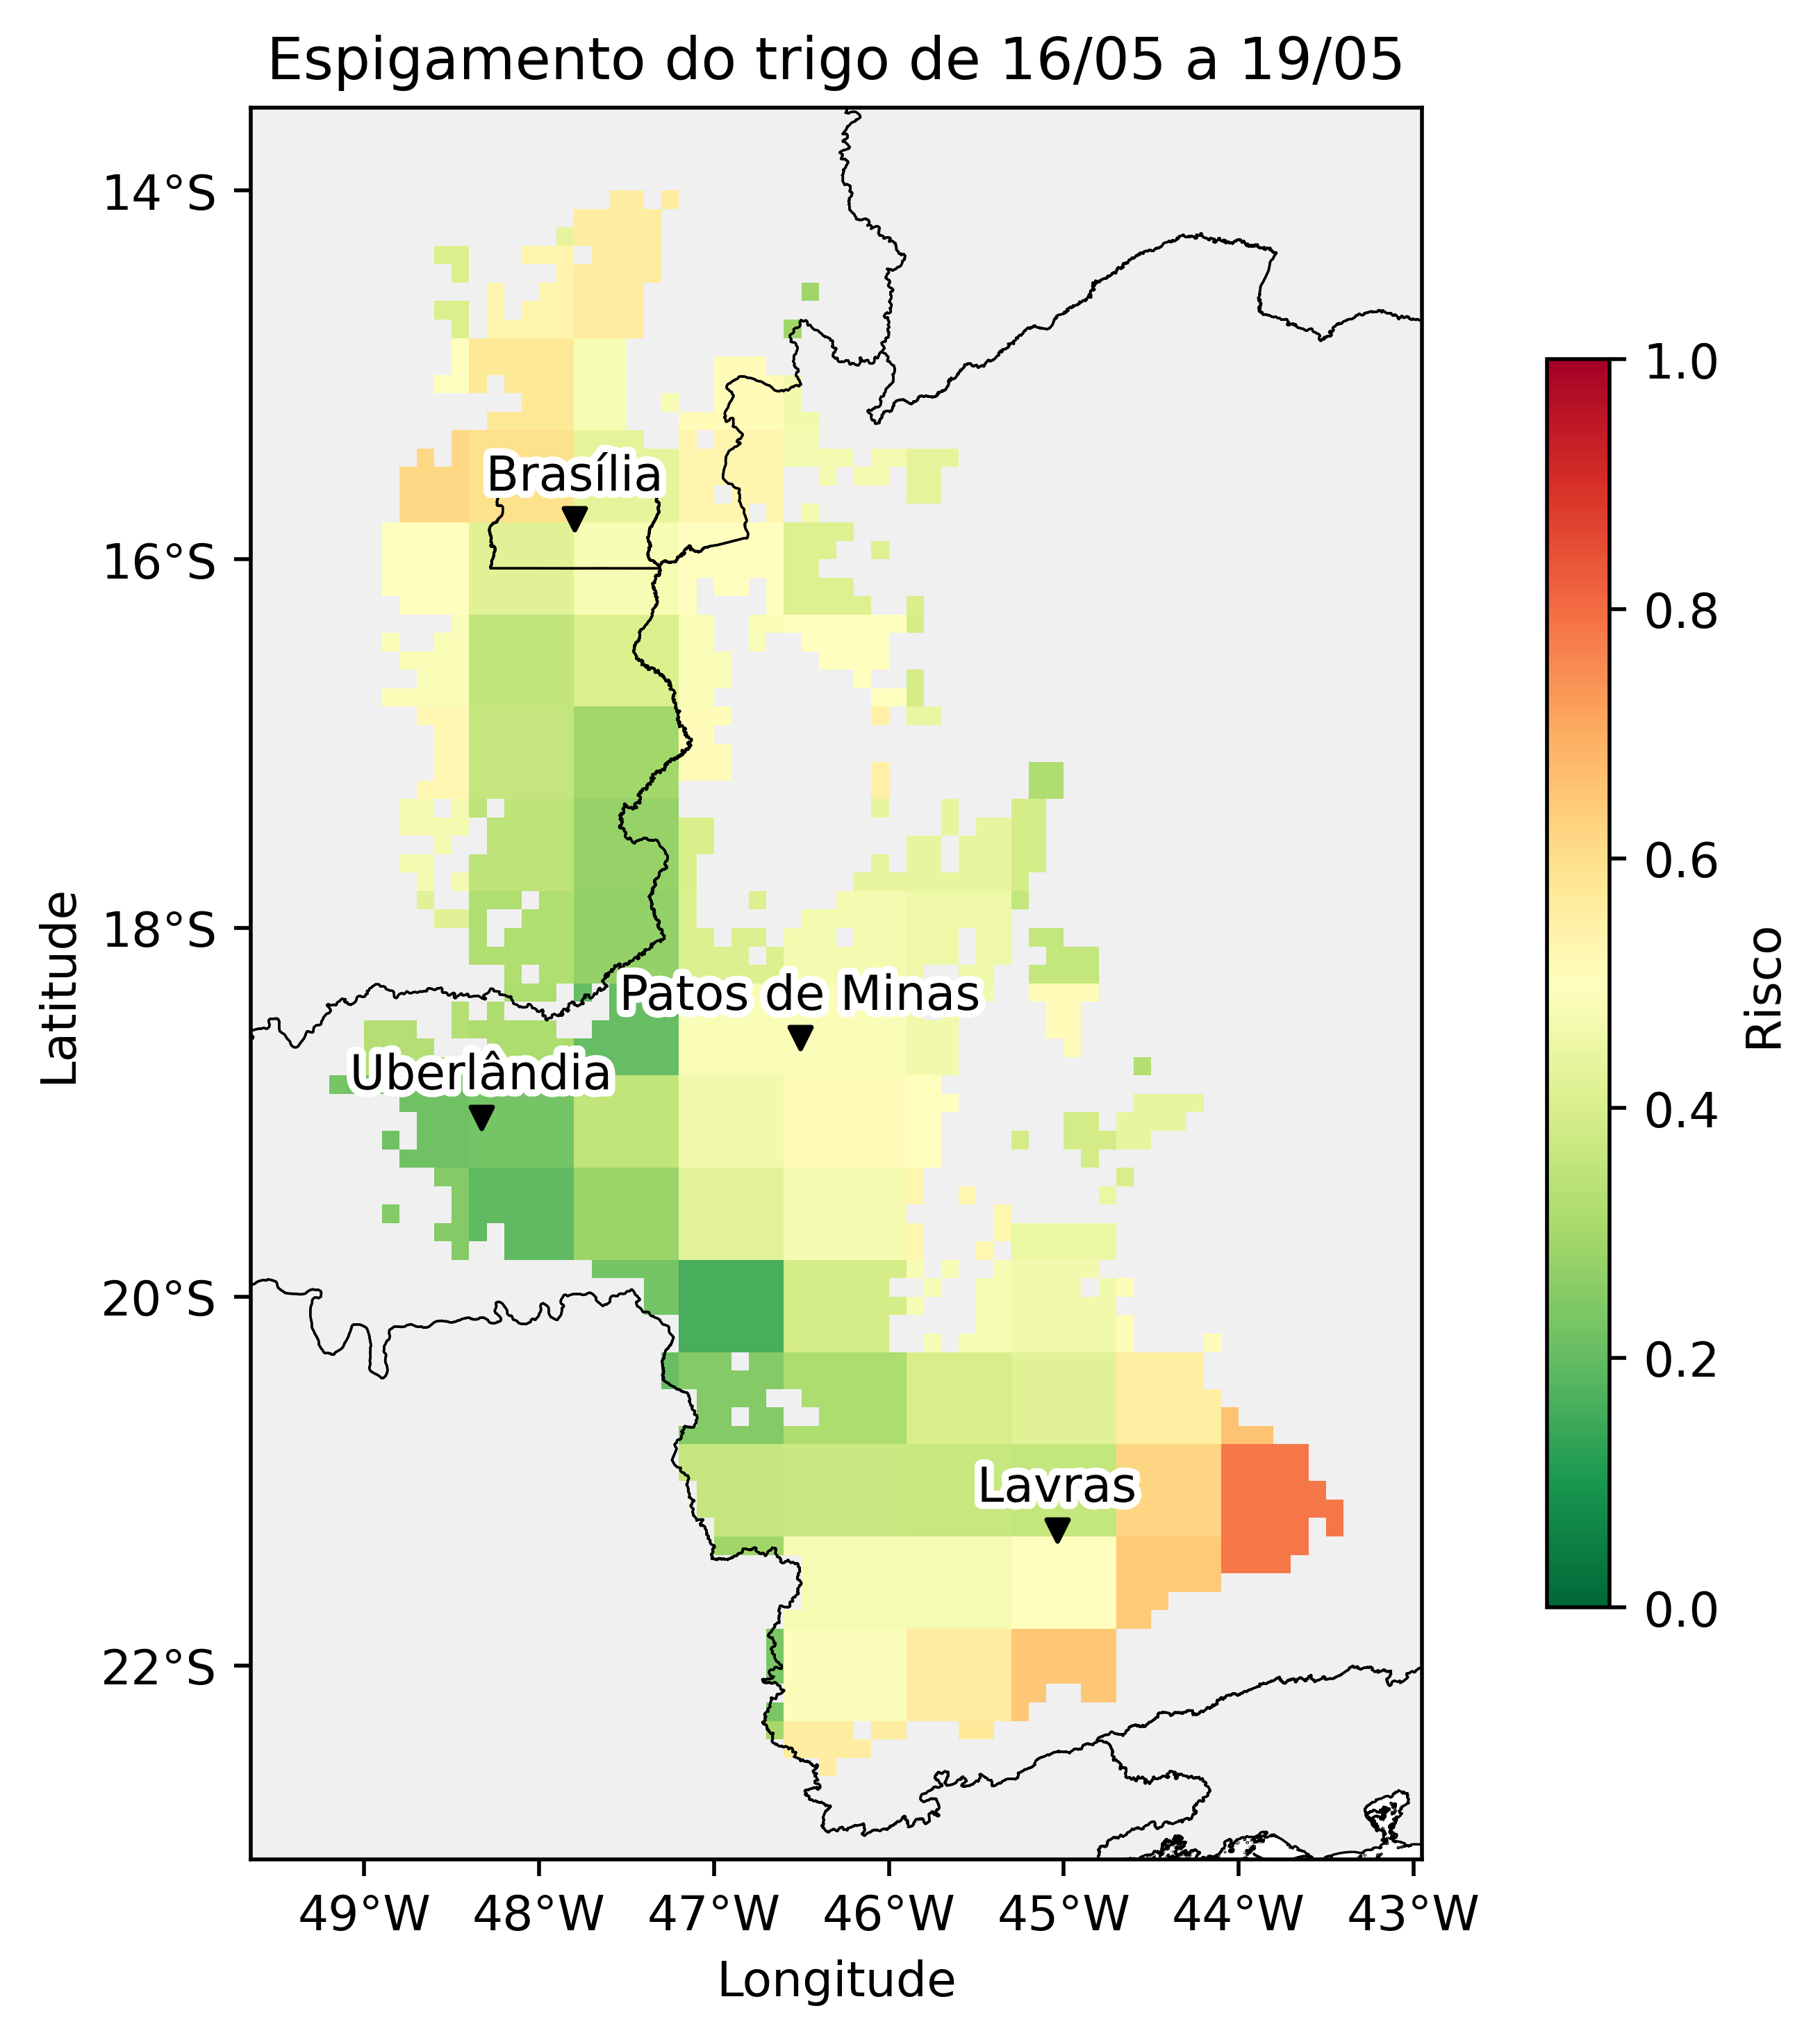 Espigamento do trigo de 16/05 a 19/05
14°S
16°S
18°S
20°S
22°S
Latitude
Brasília
Patos de Minas
Uberlândia
Lavras
49°W
48°W
47°W
46°W
45°W
44°W
43°W
Longitude
1.0
0.8
0.6
0.4
0.2
0.0
Risco